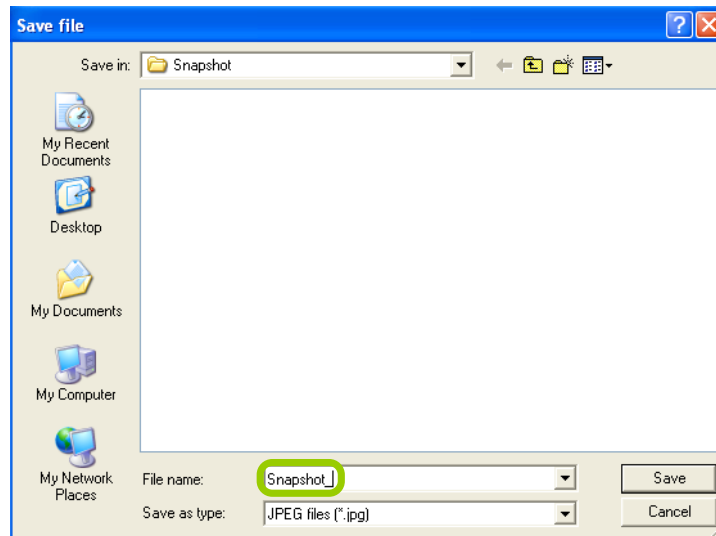 Save file
Save in: Snapshot
My Recent
Documents
Desktop
My Documents
My Computer
My Network
Places
File name: Snapshot_
Save
Save as type: JPEG files (*.jpg)
Cancel